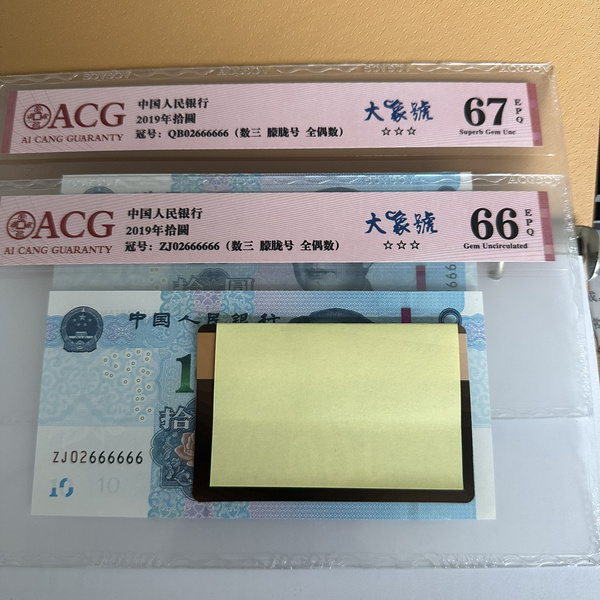 ACG
AI CANG GUARANTY
中国人民银行
2019年拾圆
冠号：QB02666666（数三 朦胧号 全偶数）
大象號
☆☆☆
67
EPQ
Superb Gem Unc
ACG
AI CANG GUARANTY
中国人民银行
2019年拾圆
冠号：ZJ02666666（数三 朦胧号 全偶数）
大象號
☆☆☆
66
EPQ
Gem Uncirculated
拾圆
666
中国人民银行
1
拾
ZJ02666666
10
10